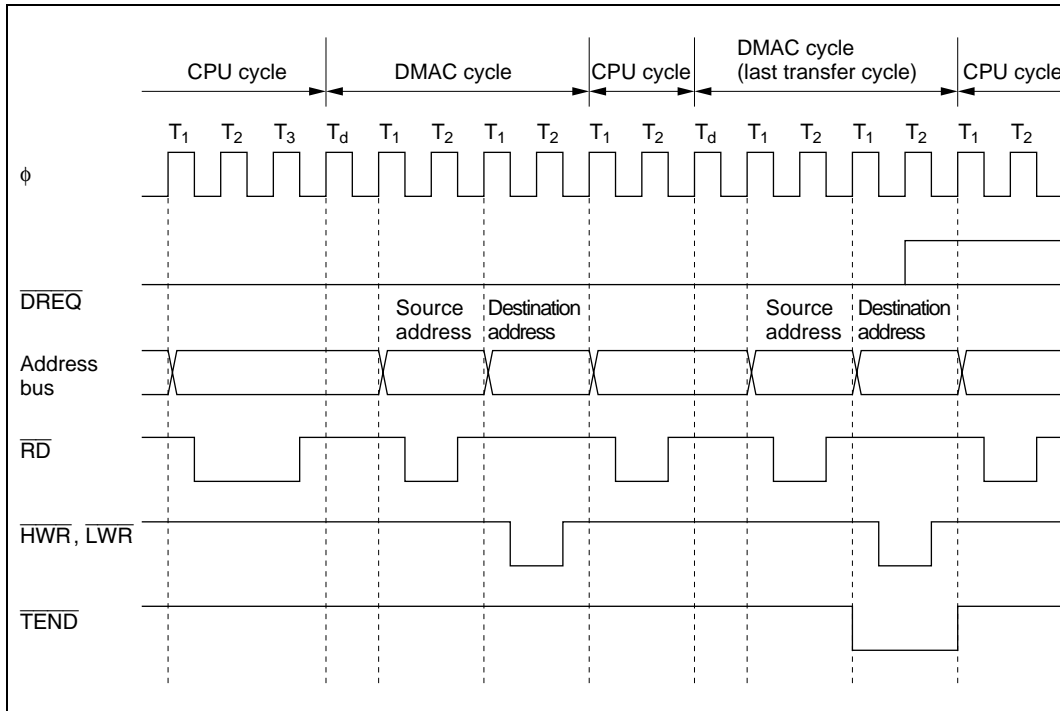 CPU cycle
DMAC cycle
CPU cycle
DMAC cycle
(last transfer cycle)
CPU cycle
T1 T2 T3 Td T1 T2 T1 T2 T1 T2 Td T1 T2 T1 T2 T1 T2
ϕ
DREQ
Source
address
Destination
address
Source
address
Destination
address
Address
bus
RD
HWR, LWR
TEND